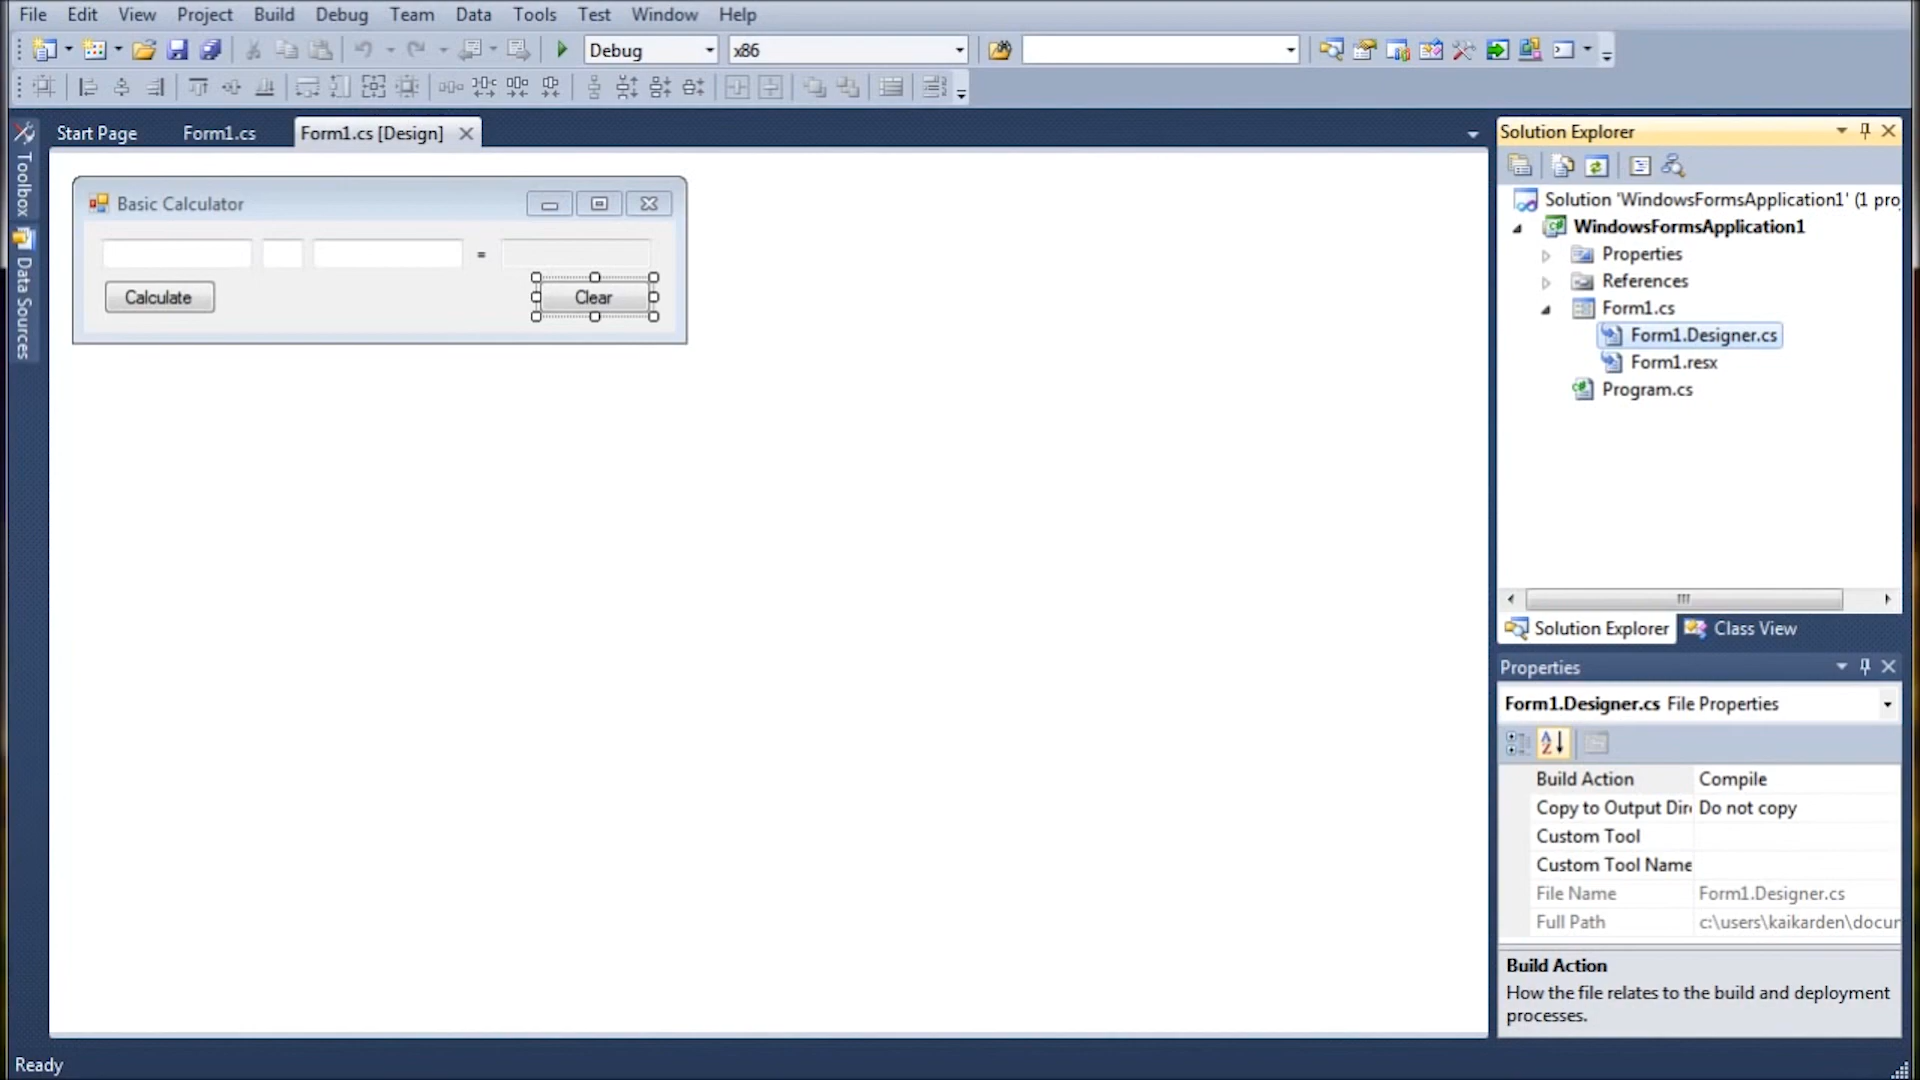 File Edit View Project Build Debug Team Data Tools Test Window Help
Debug x86
Toolbox
Data Sources
Start Page Form1.cs Form1.cs [Design]
Basic Calculator
=
Calculate Clear
Solution Explorer
Solution 'WindowsFormsApplication1' (1 pro
WindowsFormsApplication1
Properties
References
Form1.cs
Form1.Designer.cs
Form1.resx
Program.cs
Solution Explorer Class View
Properties
Form1.Designer.cs File Properties
Build Action Compile
Copy to Output Dir Do not copy
Custom Tool
Custom Tool Name
File Name Form1.Designer.cs
Full Path c:\users\kaikarden\docur
Build Action
How the file relates to the build and deployment
processes.
Ready